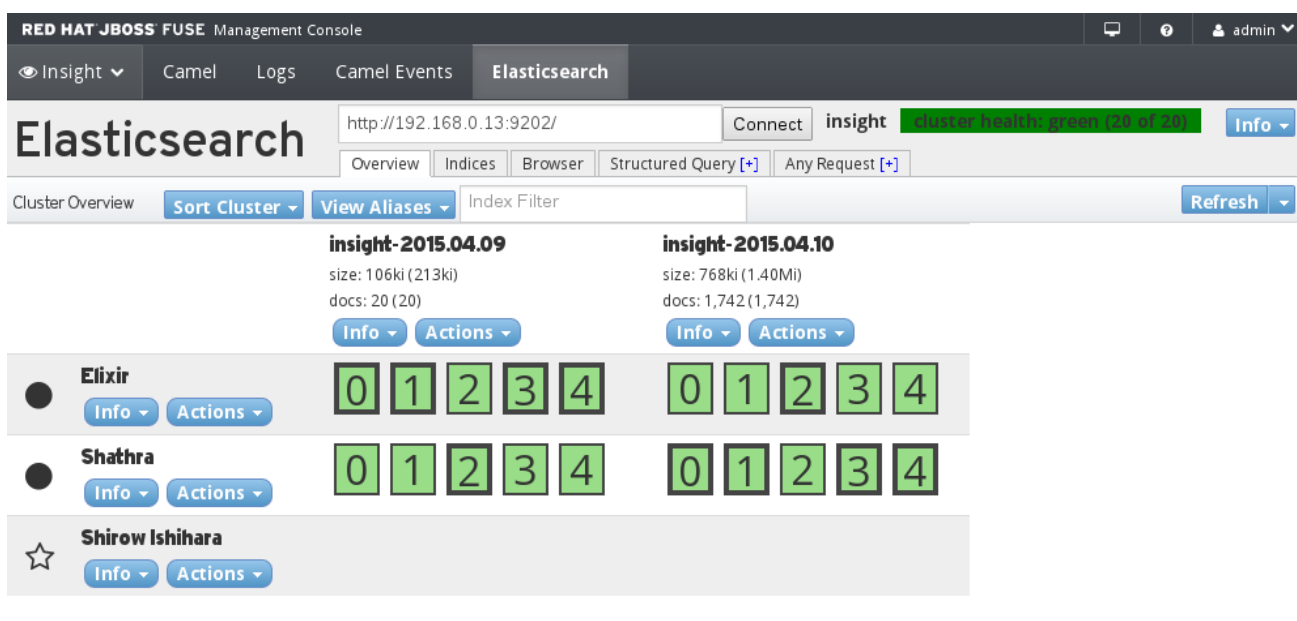 RED HAT JBOSS FUSE Management Console admin
Insight Camel Logs Camel Events Elasticsearch
Elasticsearch
http://192.168.0.13:9202/ Connect insight cluster health: green (20 of 20) Info
Overview Indices Browser Structured Query [+] Any Request [+]
Cluster Overview Sort Cluster View Aliases Index Filter Refresh
insight-2015.04.09 insight-2015.04.10
size: 106ki (213ki) size: 768ki (1.40Mi)
docs: 20 (20) docs: 1,742 (1,742)
Info Actions Info Actions
Elixir
0 1 2 3 4 0 1 2 3 4
Info Actions
Shathra
0 1 2 3 4 0 1 2 3 4
Info Actions
Shirow Ishihara
Info Actions